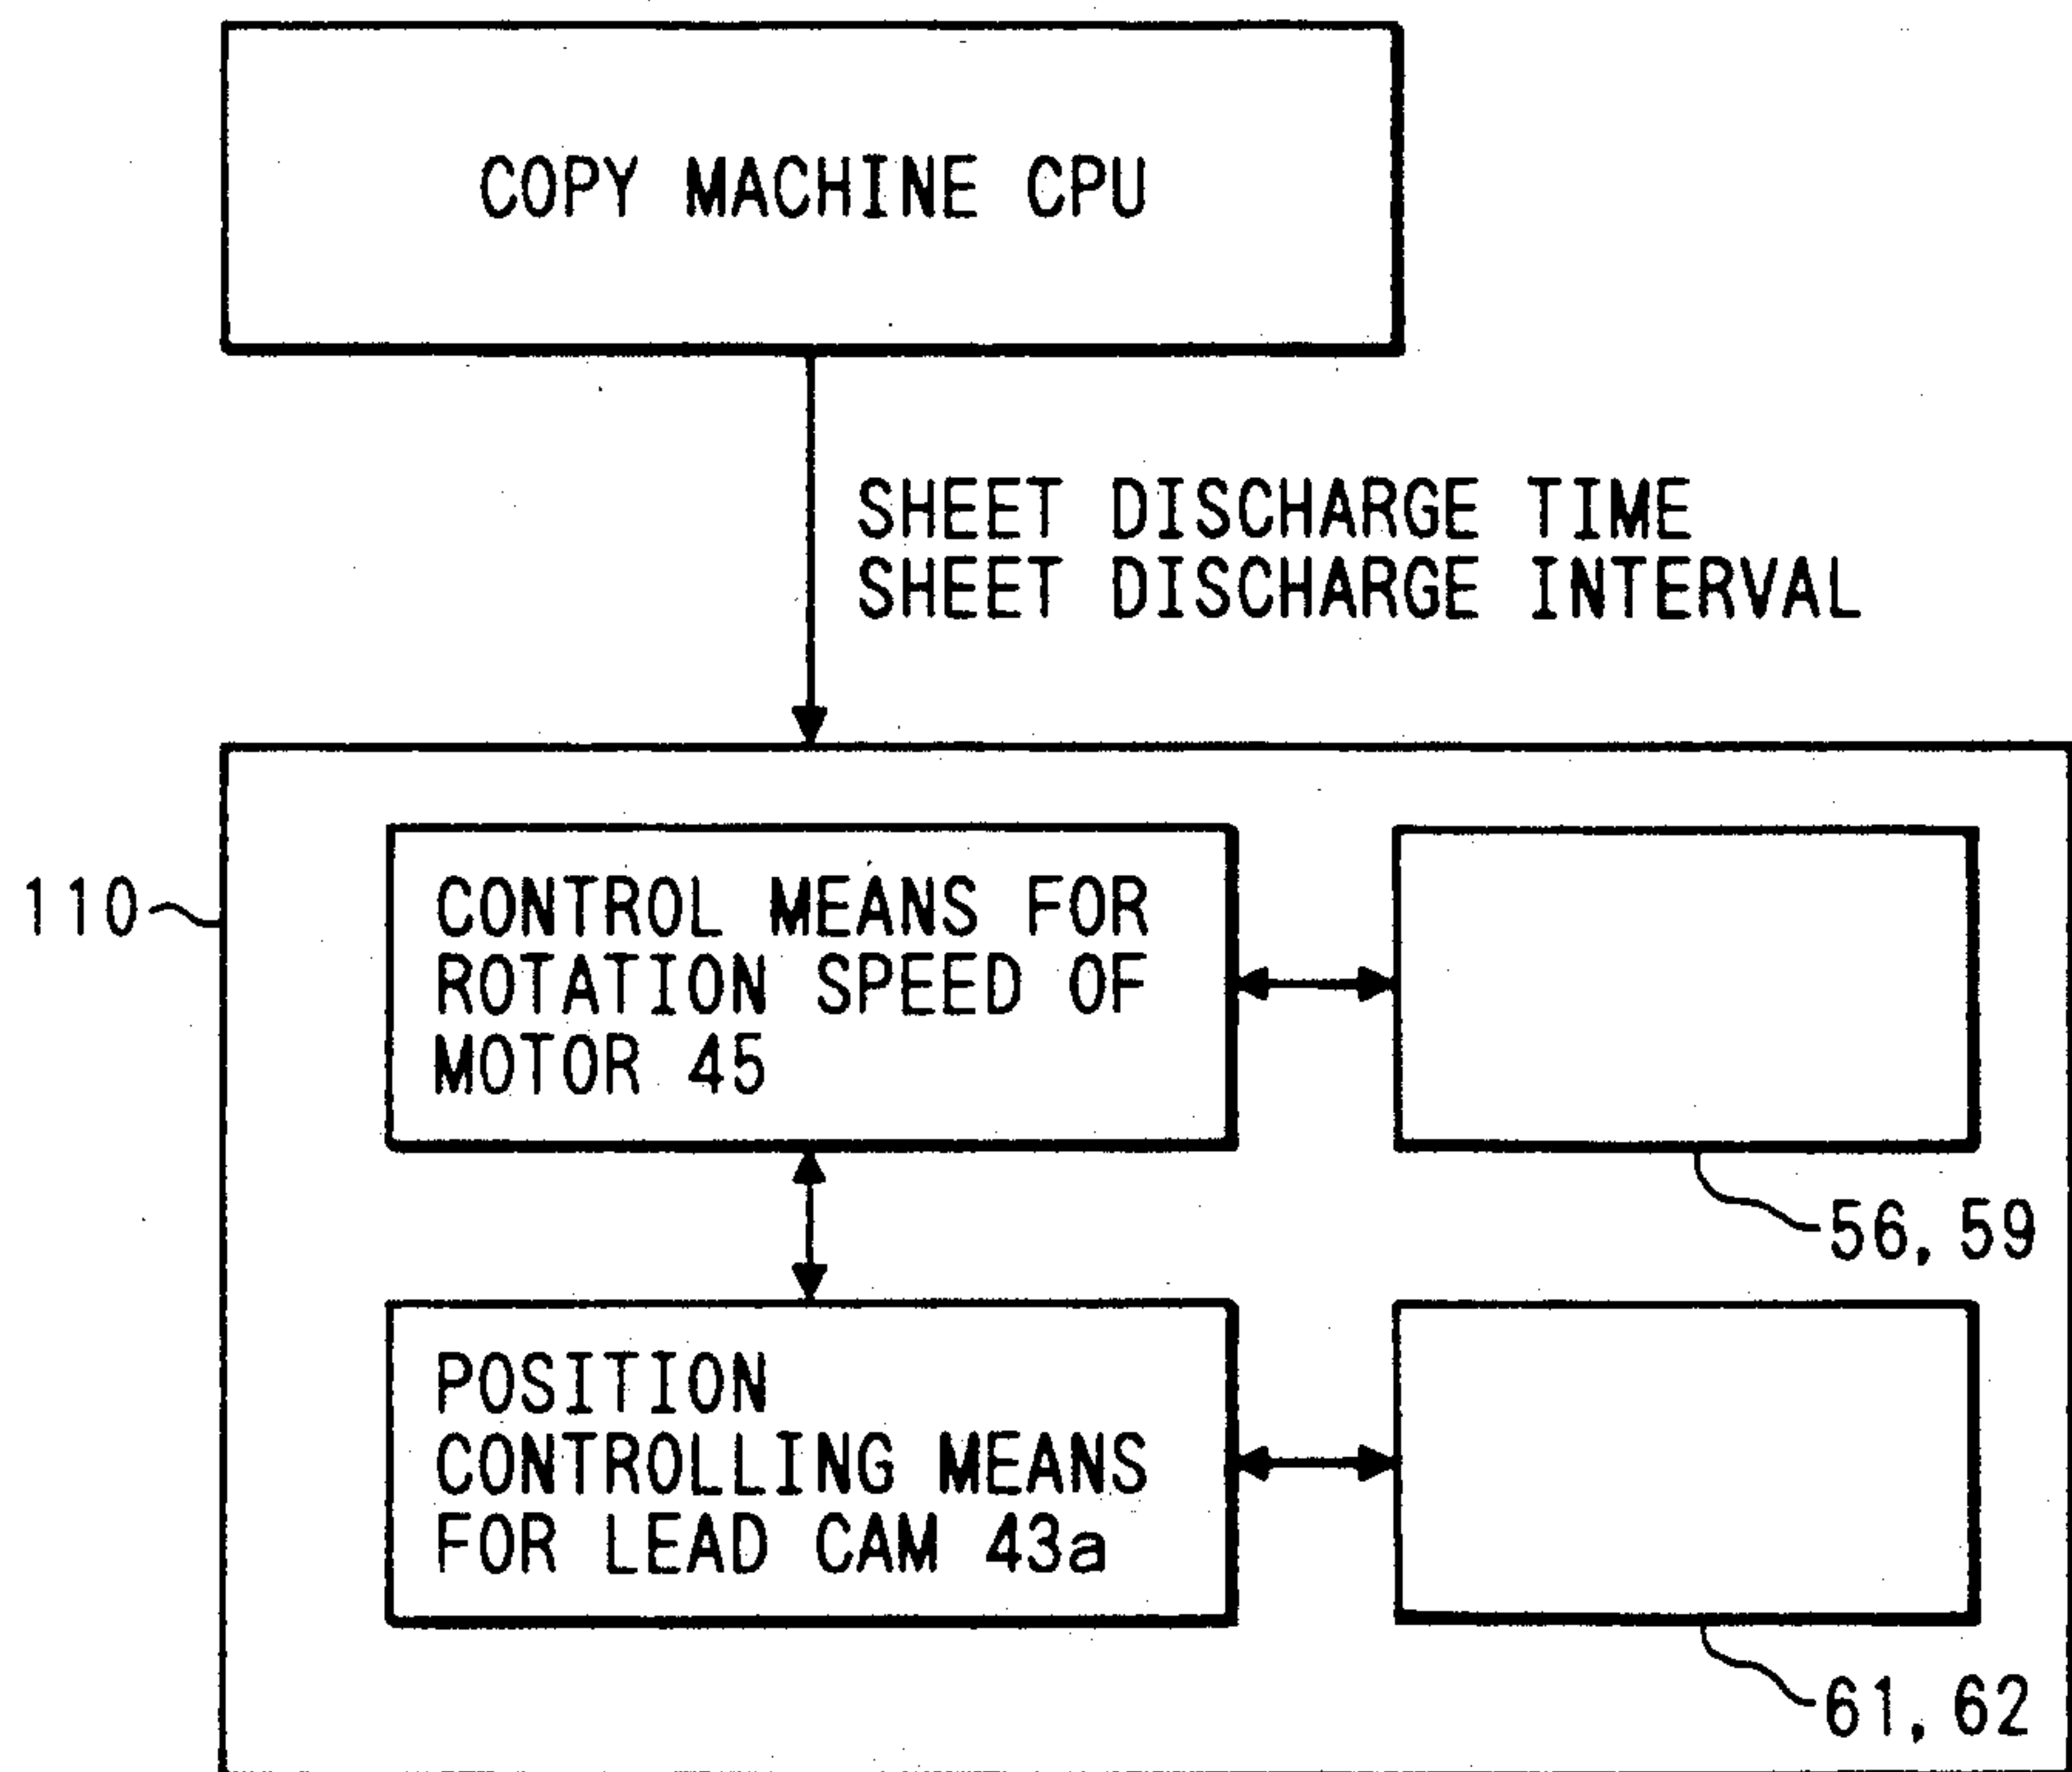 COPY MACHINE CPU
SHEET DISCHARGE TIME
SHEET DISCHARGE INTERVAL
110
CONTROL MEANS FOR
ROTATION SPEED OF
MOTOR 45
56, 59
POSITION
CONTROLLING MEANS
FOR LEAD CAM 43a
61, 62